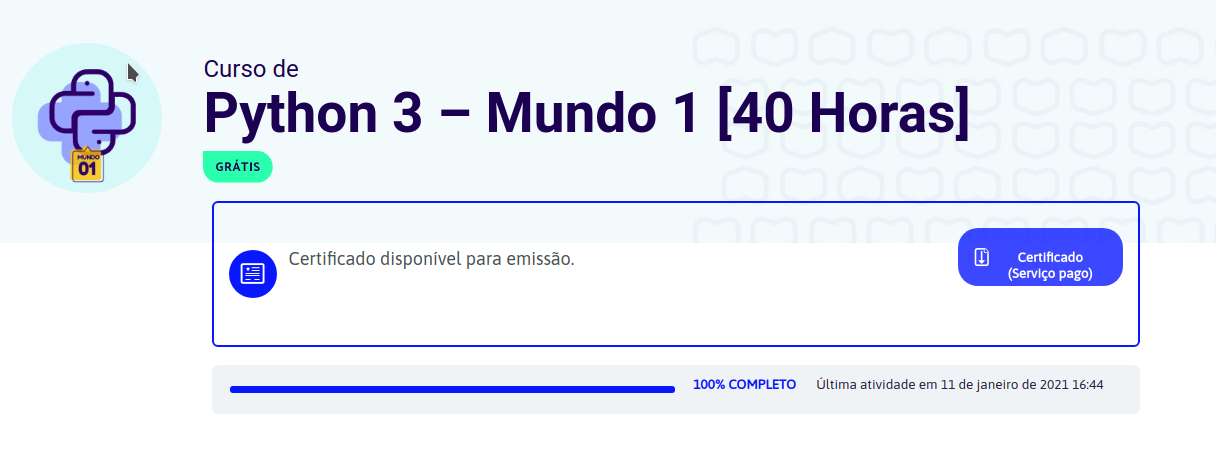 Curso de
Python 3 – Mundo 1 [40 Horas]
MUNDO
01
GRÁTIS
Certificado disponível para emissão.
Certificado
(Serviço pago)
100% COMPLETO Última atividade em 11 de janeiro de 2021 16:44